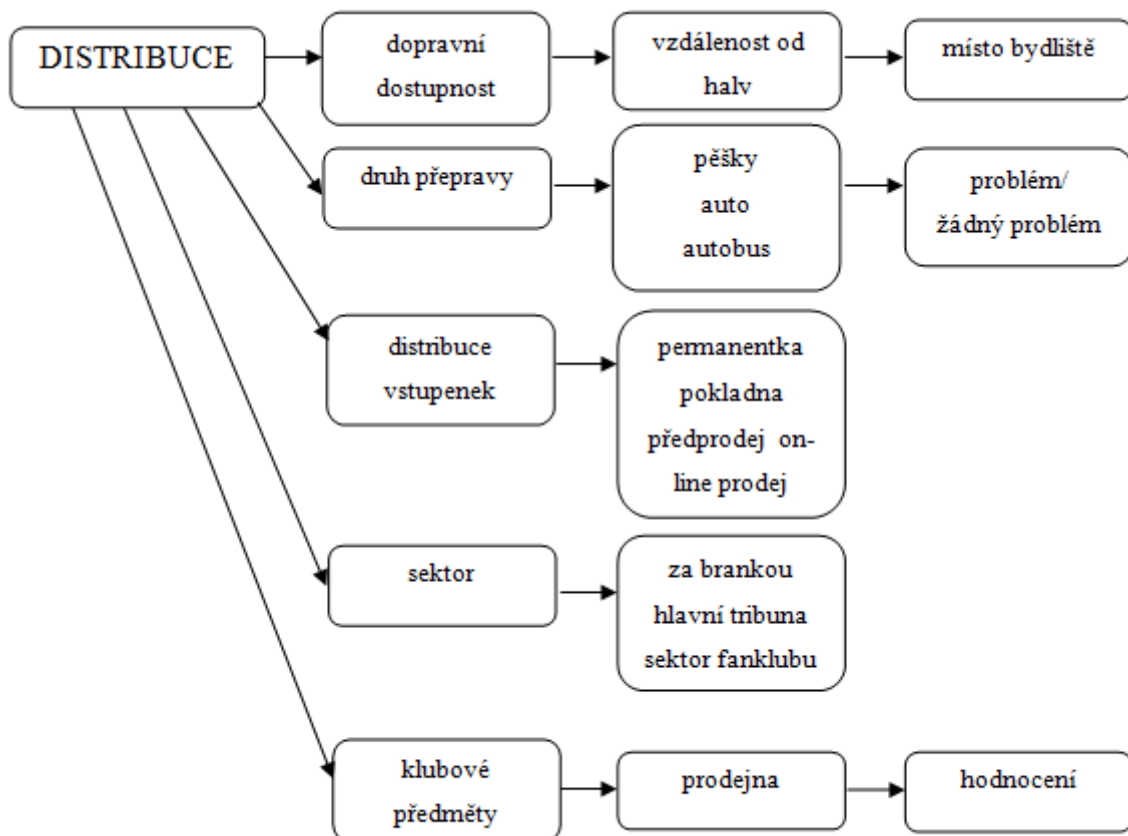 DISTRIBUCE
dopravní
dostupnost
vzdálenost od
halv
místo bydliště
druh přepravy
pěšky
auto
autobus
problém/
žádný problém
distribuce
vstupenek
permanentka
pokladna
předprodej on-
line prodej
sektor
za brankou
hlavní tribuna
sektor fanklubu
klubové
předměty
prodejna
hodnocení